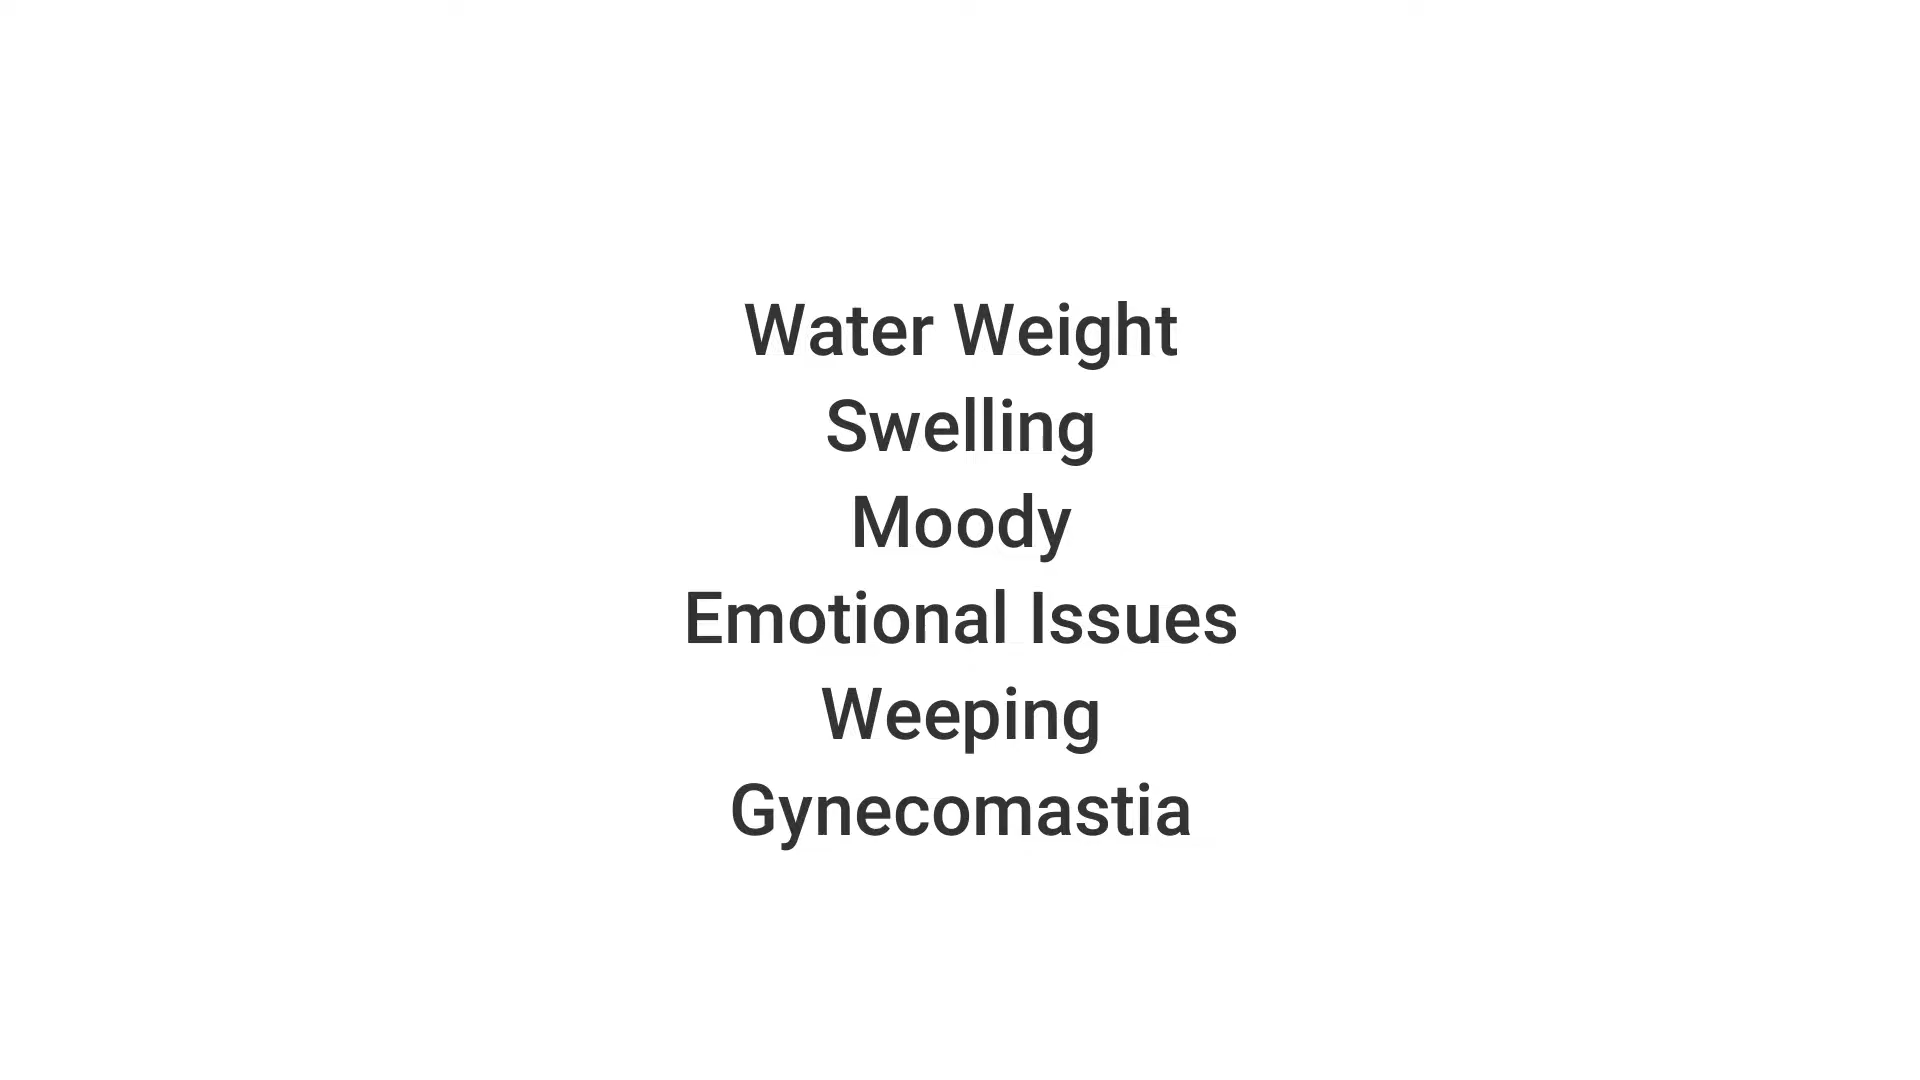 Water Weight
Swelling
Moody
Emotional Issues
Weeping
Gynecomastia